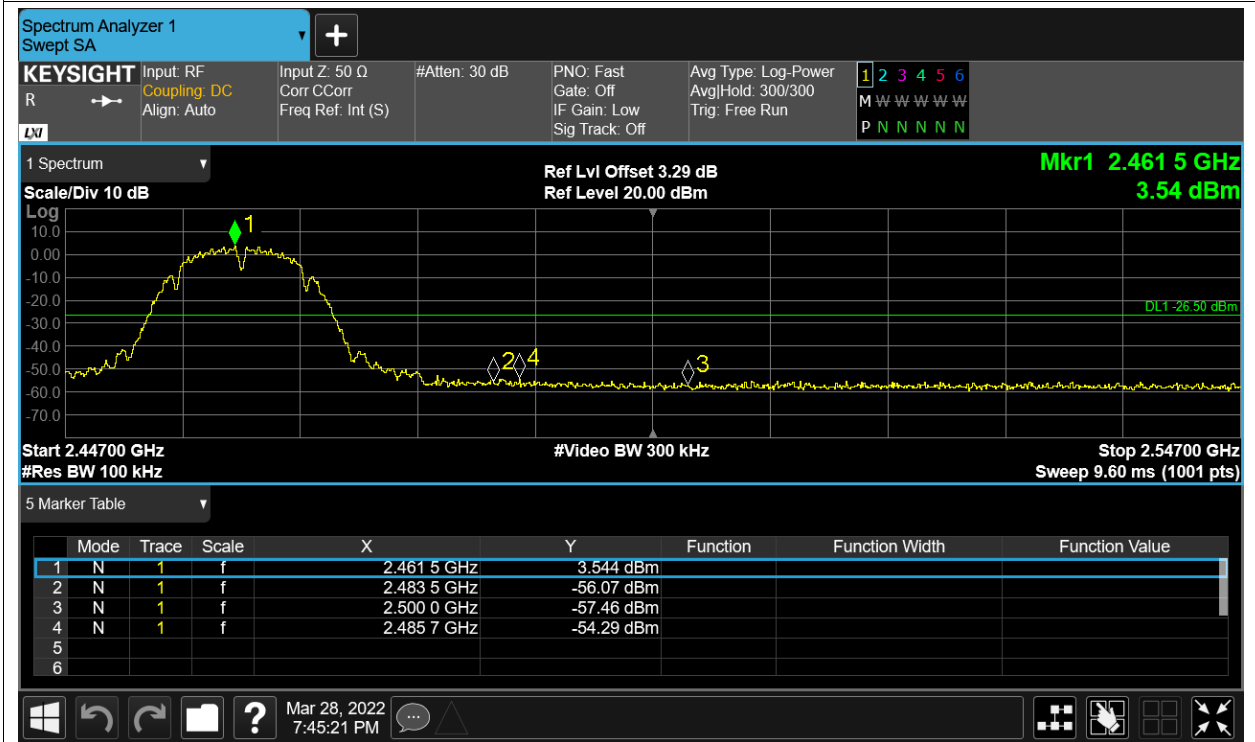 Spectrum Analyzer 1
Swept SA
+
KEYSIGHT Input: RF Input Z: 50 Ω #Atten: 30 dB PNO: Fast Avg Type: Log-Power 1 2 3 4 5 6
R Coupling: DC Corr CCorr Gate: Off Avg|Hold: 300/300 M W W W W W
Align: Auto Freq Ref: Int (S) IF Gain: Low Trig: Free Run
LXI Sig Track: Off P N N N N N
1 Spectrum Ref Lvl Offset 3.29 dB Mkr1 2.461 5 GHz
Scale/Div 10 dB Ref Level 20.00 dBm 3.54 dBm
Log
10.0 1
0.00
-10.0
-20.0
DL1 -26.50 dBm
-30.0
-40.0
-50.0 2 4 3
-60.0
-70.0
Start 2.44700 GHz #Video BW 300 kHz Stop 2.54700 GHz
#Res BW 100 kHz Sweep 9.60 ms (1001 pts)
5 Marker Table
Mode Trace Scale X Y Function Function Width Function Value
1 N 1 f 2.461 5 GHz 3.544 dBm
2 N 1 f 2.483 5 GHz -56.07 dBm
3 N 1 f 2.500 0 GHz -57.46 dBm
4 N 1 f 2.485 7 GHz -54.29 dBm
5
6
? Mar 28, 2022
7:45:21 PM